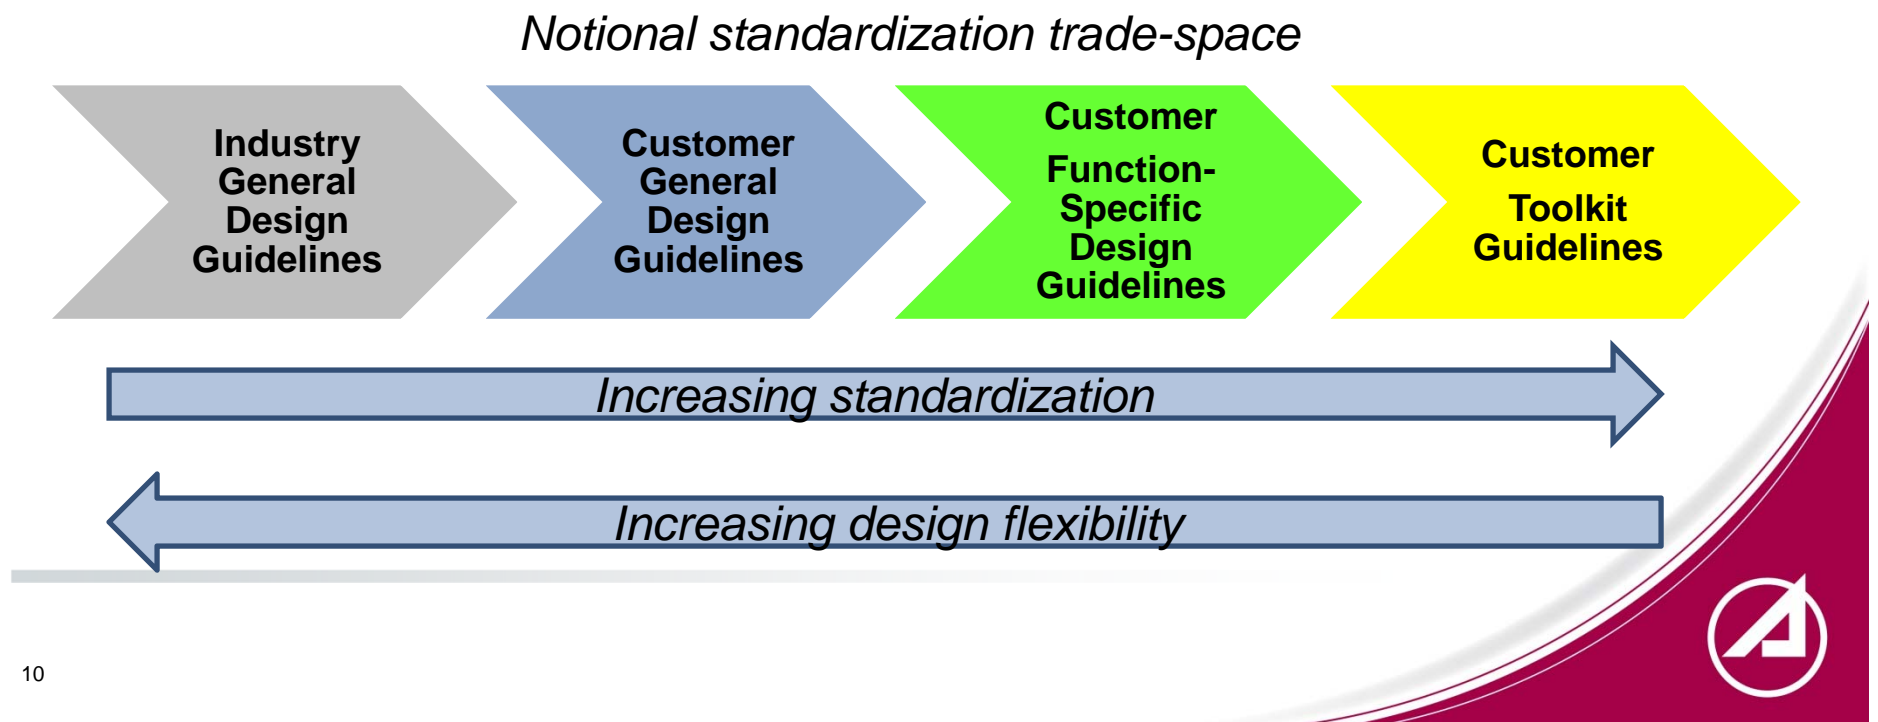 Notional standardization trade-space
Industry
General
Design
Guidelines
Customer
General
Design
Guidelines
Customer
Function-
Specific
Design
Guidelines
Customer
Toolkit
Guidelines
Increasing standardization
Increasing design flexibility
10